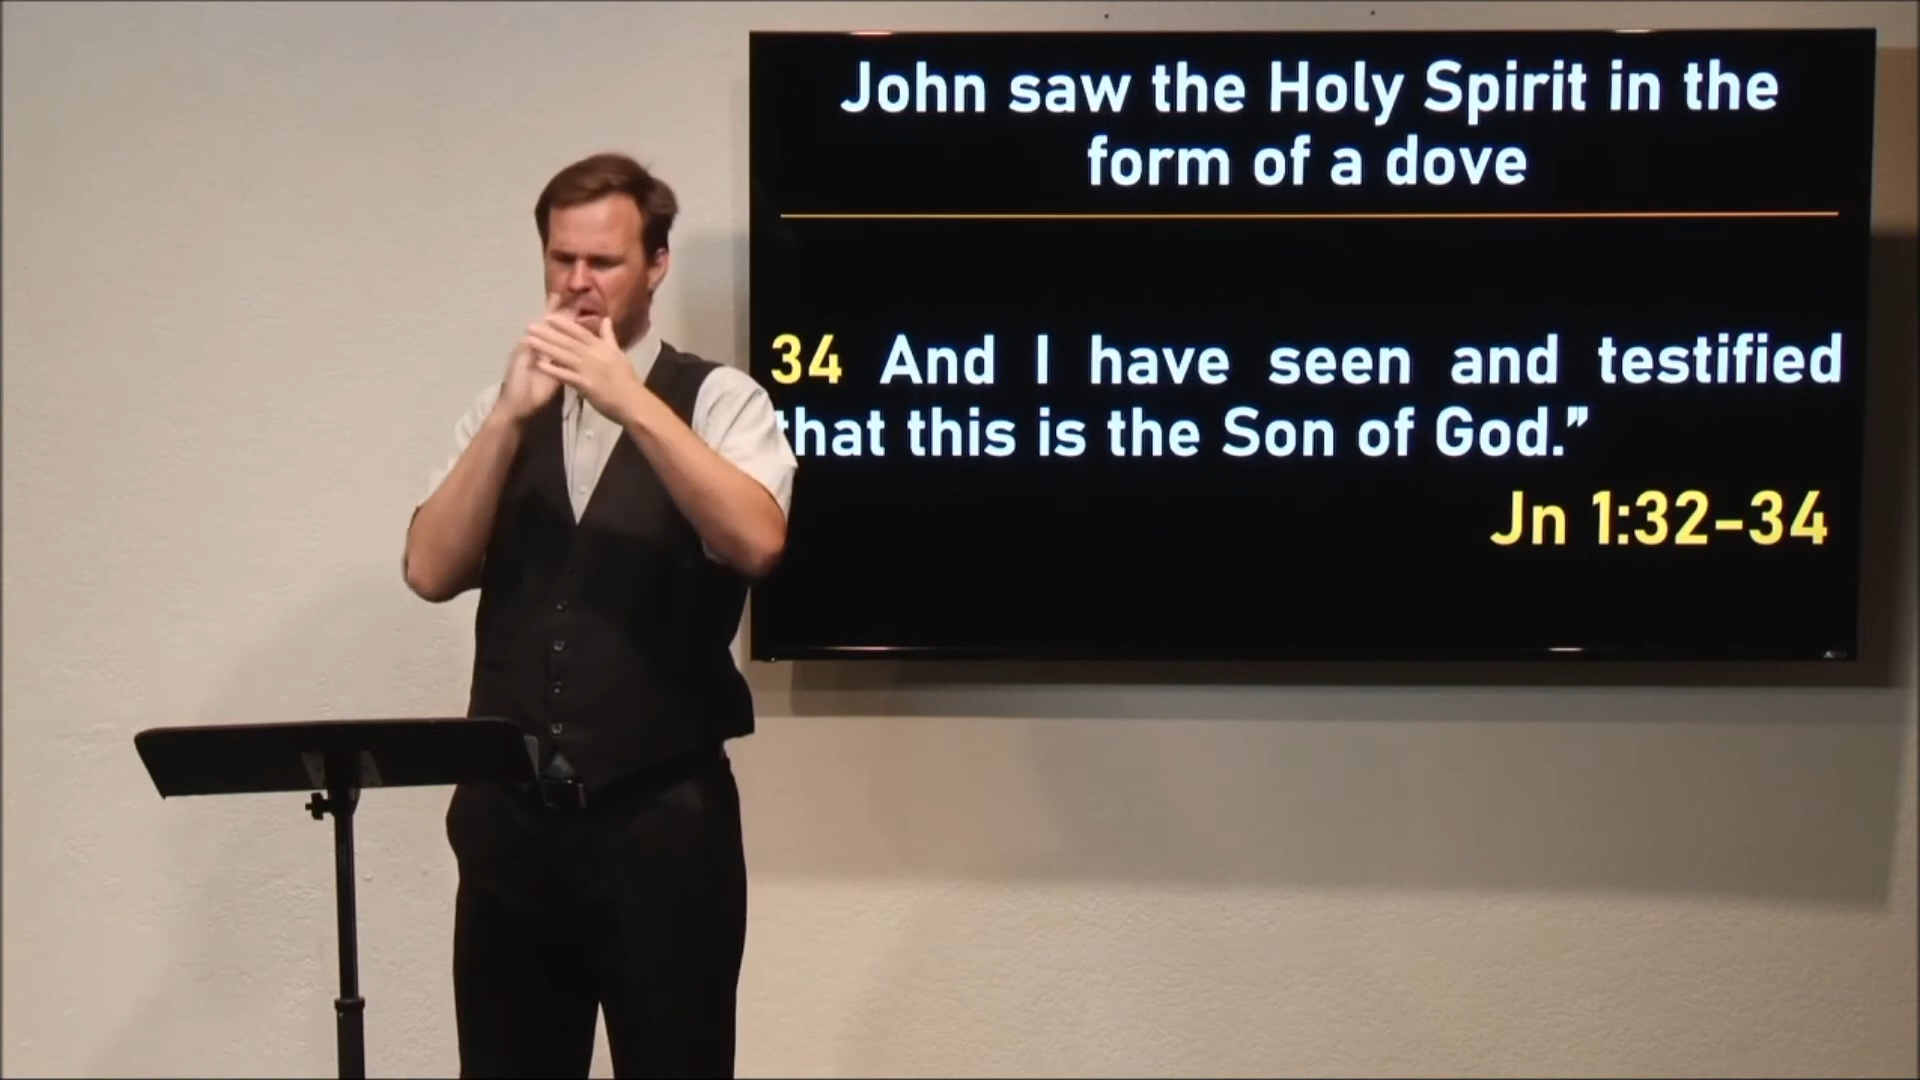 John saw the Holy Spirit in the
form of a dove
34 And I have seen and testified
that this is the Son of God.”
Jn 1:32-34